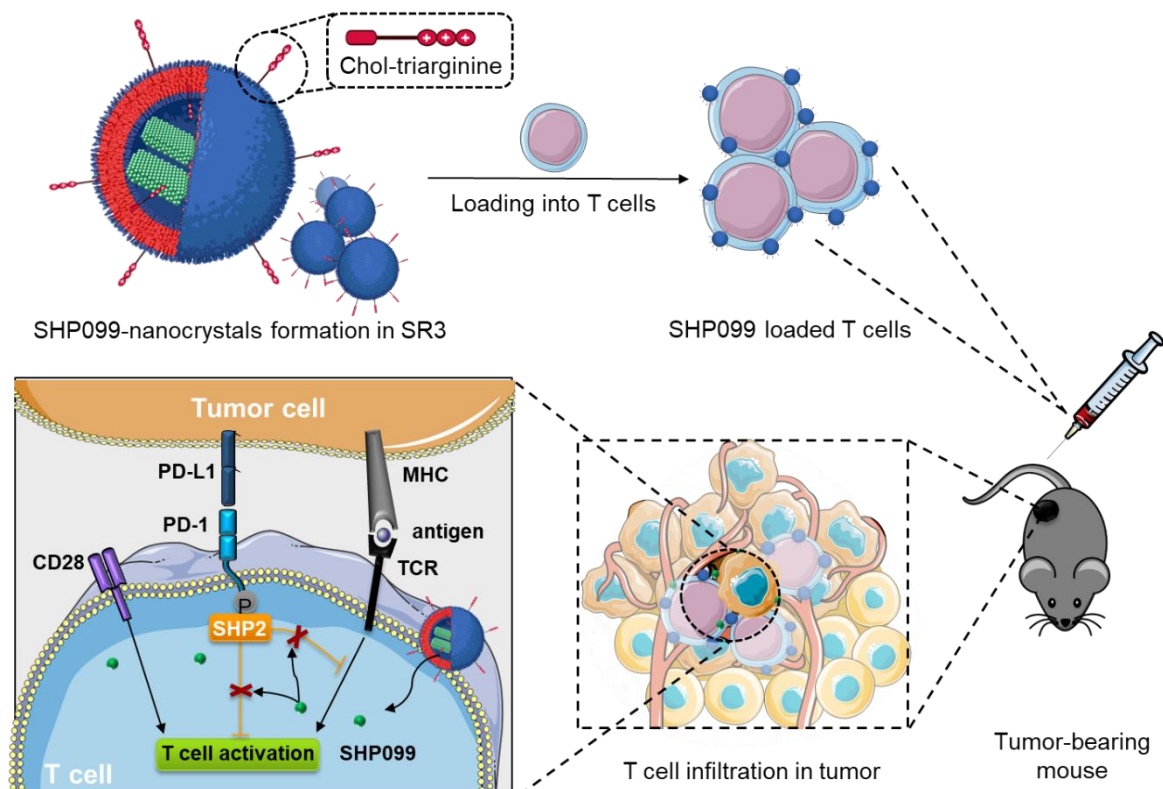 +++
Chol-triarginine
Loading into T cells
SHP099-nanocrystals formation in SR3
SHP099 loaded T cells
Tumor cell
PD-L1
MHC
PD-1
antigen
CD28
TCR
P
SHP2
T cell activation
SHP099
T cell
T cell infiltration in tumor
Tumor-bearing
mouse